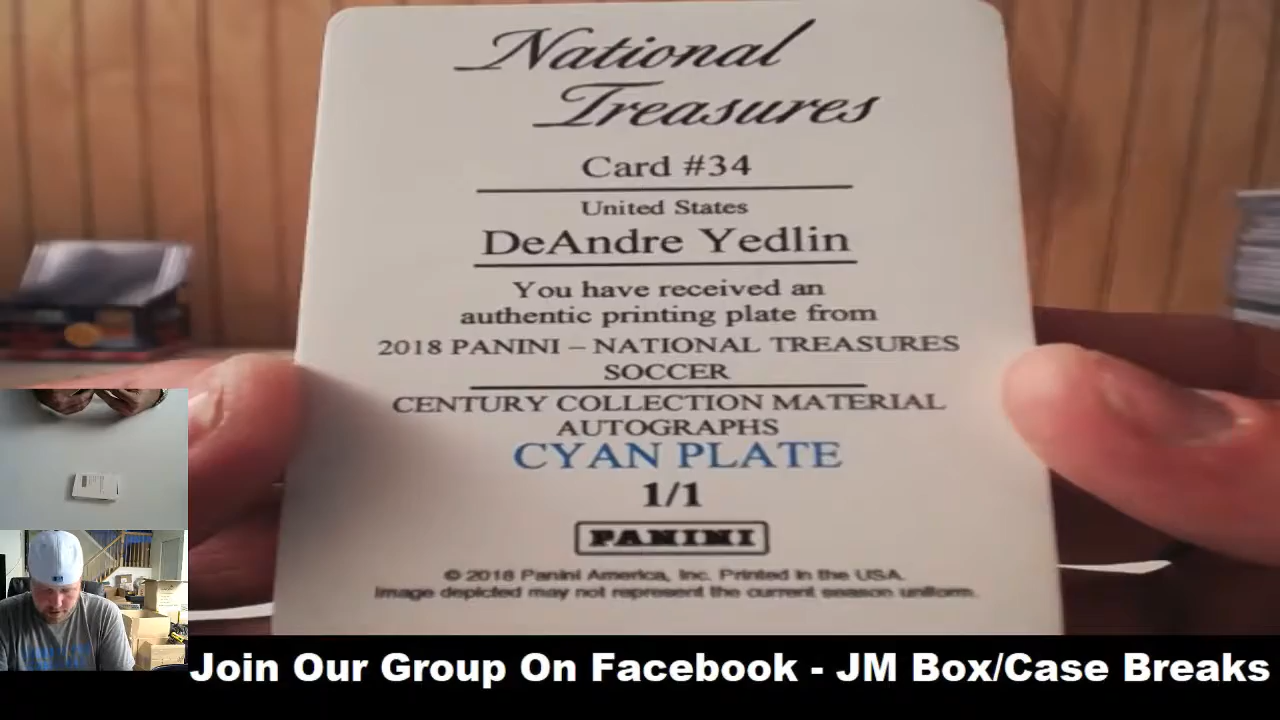 National
Treasures
Card #34
United States
DeAndre Yedlin
You have received an
authentic printing plate from
2018 PANINI – NATIONAL TREASURES
SOCCER
CENTURY COLLECTION MATERIAL
AUTOGRAPHS
CYAN PLATE
1/1
PANINI
© 2018 Panini America, Inc. Printed in the USA.
Image depicted may not represent the current season uniform.
Join Our Group On Facebook - JM Box/Case Breaks